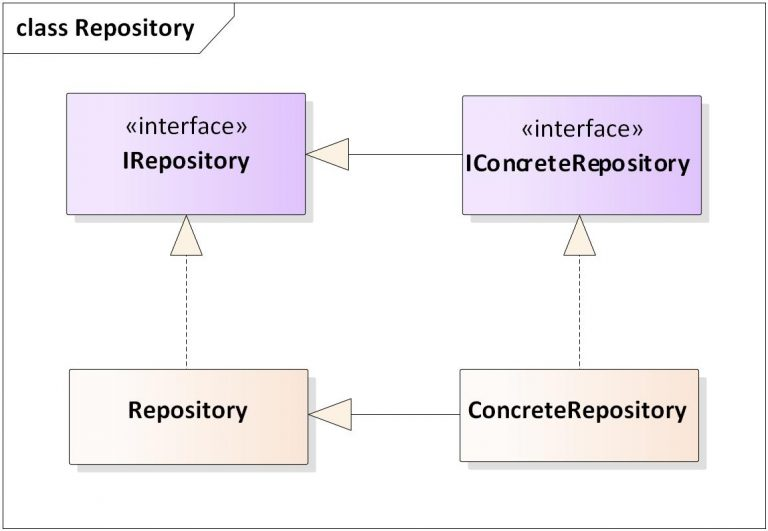 class Repository
«interface»
IRepository
«interface»
IConcreteRepository
Repository
ConcreteRepository